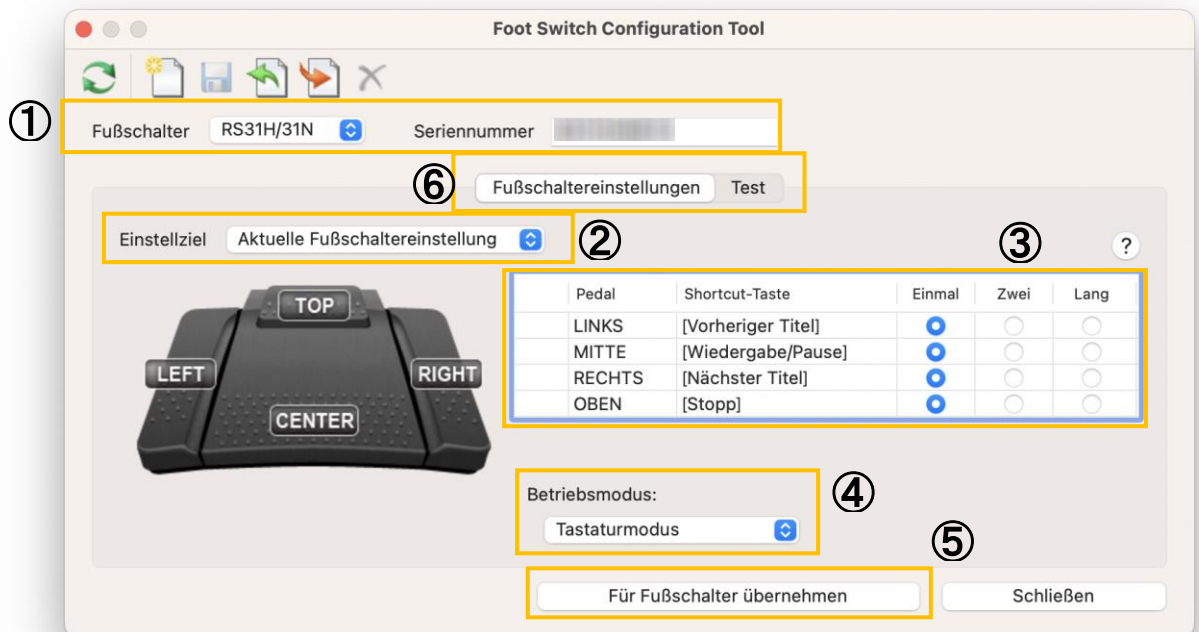 Foot Switch Configuration Tool
①
Fußschalter RS31H/31N Seriennummer
⑥
Fußschaltereinstellungen Test
Einstellziel Aktuelle Fußschaltereinstellung
②
③
?
TOP
LEFT
RIGHT
CENTER
Pedal Shortcut-Taste Einmal Zwei Lang
LINKS [Vorheriger Titel]
MITTE [Wiedergabe/Pause]
RECHTS [Nächster Titel]
OBEN [Stopp]
Betriebsmodus:
④
Tastaturmodus
⑤
Für Fußschalter übernehmen Schließen